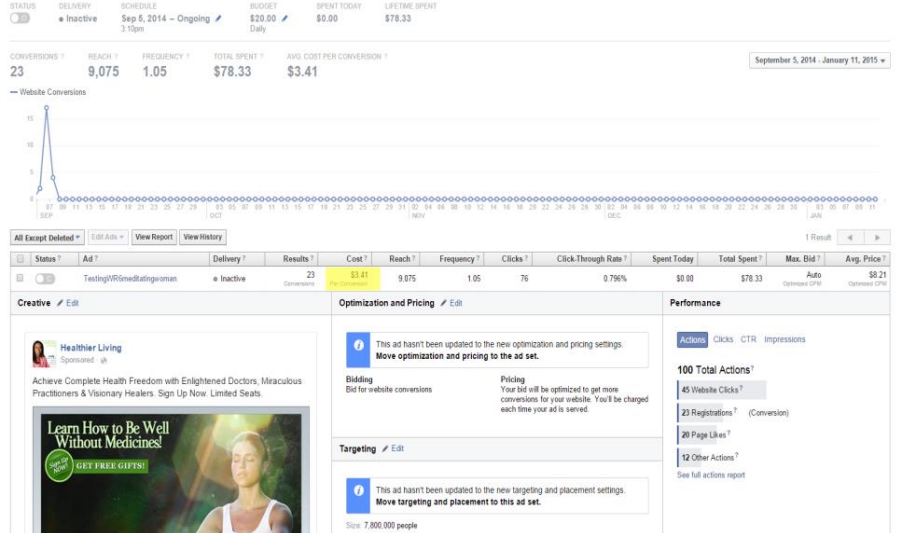 STATUS DELIVERY SCHEDULE BUDGET SPENT TODAY LIFETIME SPENT
Inactive Sep 5, 2014 – Ongoing $20.00 $0.00 $78.33
3:10pm Daily
CONVERSIONS ? REACH ? FREQUENCY ? TOTAL SPENT ? AVG. COST PER CONVERSION ?
23 9,075 1.05 $78.33 $3.41
September 5, 2014 - January 11, 2015
Website Conversions
15
10
5
0
SEP OCT NOV DEC JAN
All Except Deleted Edit Ads View Report View History 1 Result
Status ? Ad ? Delivery ? Results ? Cost ? Reach ? Frequency ? Clicks ? Click-Through Rate ? Spent Today Total Spent ? Max. Bid ? Avg. Price ?
TestingWR6meditatingwoman Inactive 23 $3.41 9,075 1.05 76 0.796% $0.00 $78.33 Auto $8.21
Conversions Per Conversion Optimized CPM Optimized CPM
Creative Edit
Healthier Living
Sponsored
Achieve Complete Health Freedom with Enlightened Doctors, Miraculous
Practitioners & Visionary Healers. Sign Up Now. Limited Seats.
Learn How to Be Well
Without Medicines!
Sign Up
Now!
GET FREE GIFTS!
Optimization and Pricing Edit
This ad hasn't been updated to the new optimization and pricing settings.
Move optimization and pricing to the ad set.
Bidding
Bid for website conversions
Pricing
Your bid will be optimized to get more
conversions for your website. You'll be charged
each time your ad is served.
Targeting Edit
This ad hasn't been updated to the new targeting and placement settings.
Move targeting and placement to this ad set.
Size 7,800,000 people
Performance
Actions Clicks CTR Impressions
100 Total Actions ?
45 Website Clicks ?
23 Registrations ? (Conversion)
20 Page Likes ?
12 Other Actions ?
See full actions report